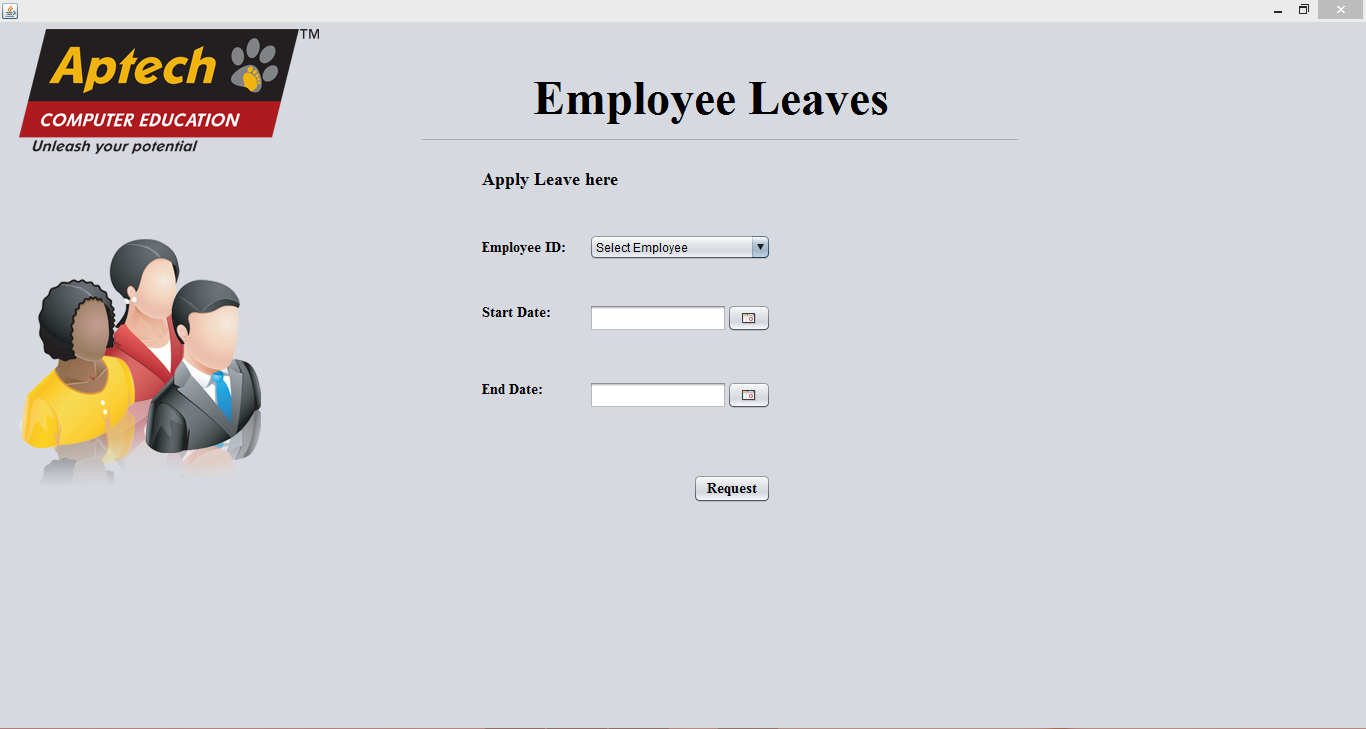 Aptech
TM
COMPUTER EDUCATION
Unleash your potential
Employee Leaves
Apply Leave here
Employee ID:
Select Employee
Start Date:
End Date:
Request